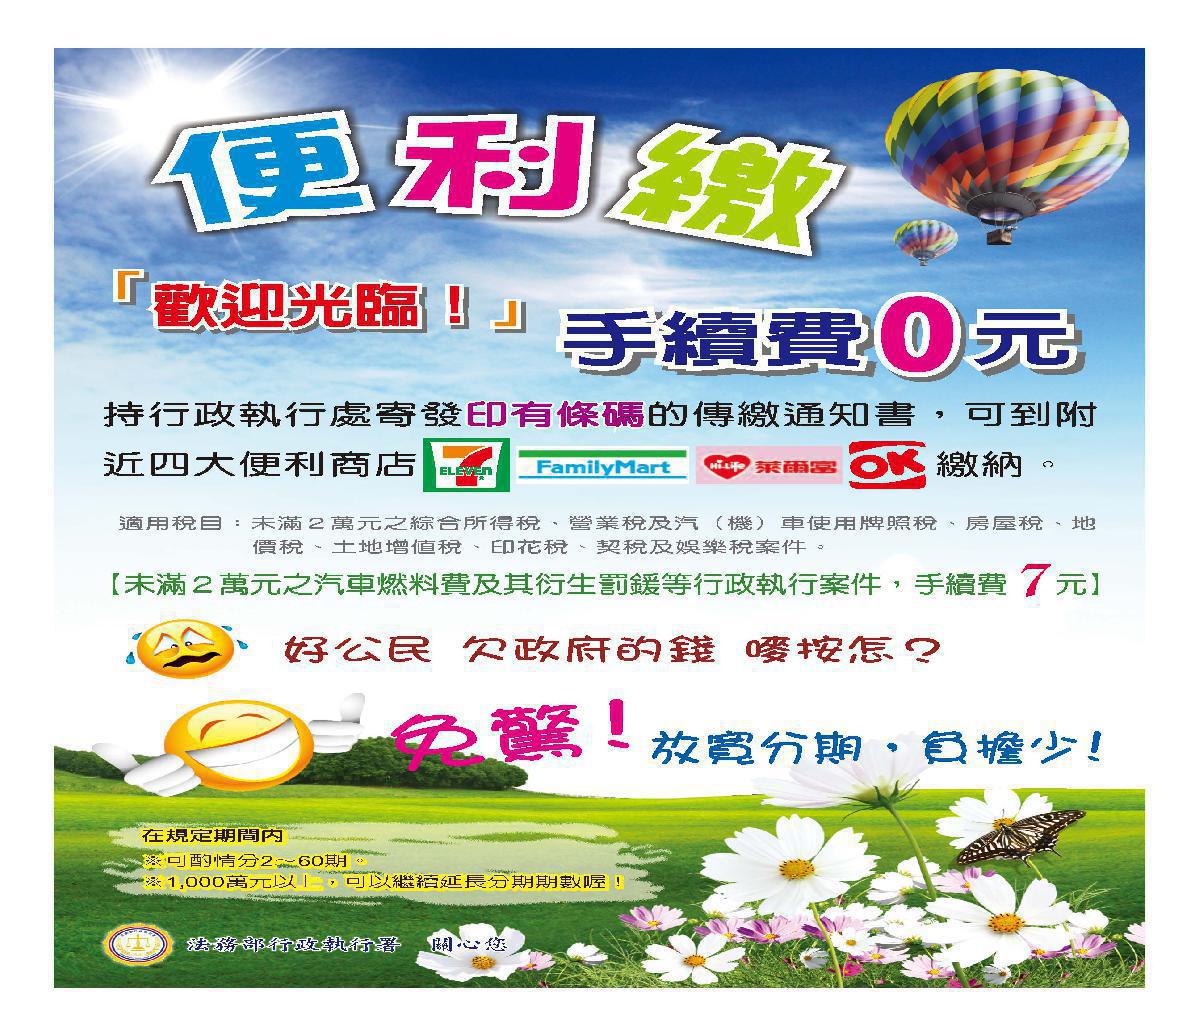 便利繳
「歡迎光臨！」
手續費0元
持行政執行處寄發印有條碼的傳繳通知書，可到附
近四大便利商店 7-ELEVEN FamilyMart Hi-Life 萊爾富 OK 繳納。
適用稅目：未滿２萬元之綜合所得稅、營業稅及汽（機）車使用牌照稅、房屋稅、地
價稅、土地增值稅、印花稅、契稅及娛樂稅案件。
【未滿２萬元之汽車燃料費及其衍生罰鍰等行政執行案件，手續費 7 元】
好公民 欠政府的錢 嘜按怎？
免驚！放寬分期，負擔少！
在規定期間內
※可酌情分2～60期。
※1,000萬元以上，可以繼續延長分期期數喔！
法務部行政執行署 關心您